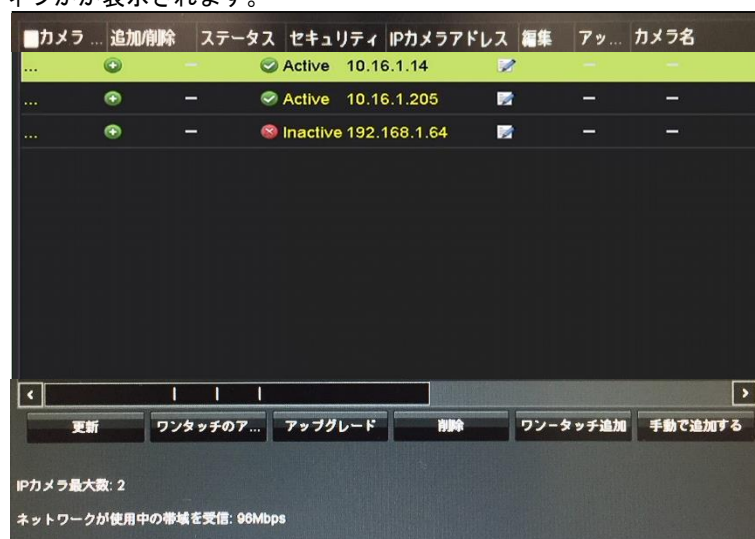 カメラ ... 追加/削除 ステータス セキュリティ IPカメラアドレス 編集 アッ... カメラ名
... － Active 10.16.1.14 － －
... － Active 10.16.1.205 － －
... － Inactive 192.168.1.64 － －
更新 ワンタッチのア... アップグレード 削除 ワン－タッチ追加 手動で追加する
IPカメラ最大数: 2
ネットワークが使用中の帯域を受信: 96Mbps